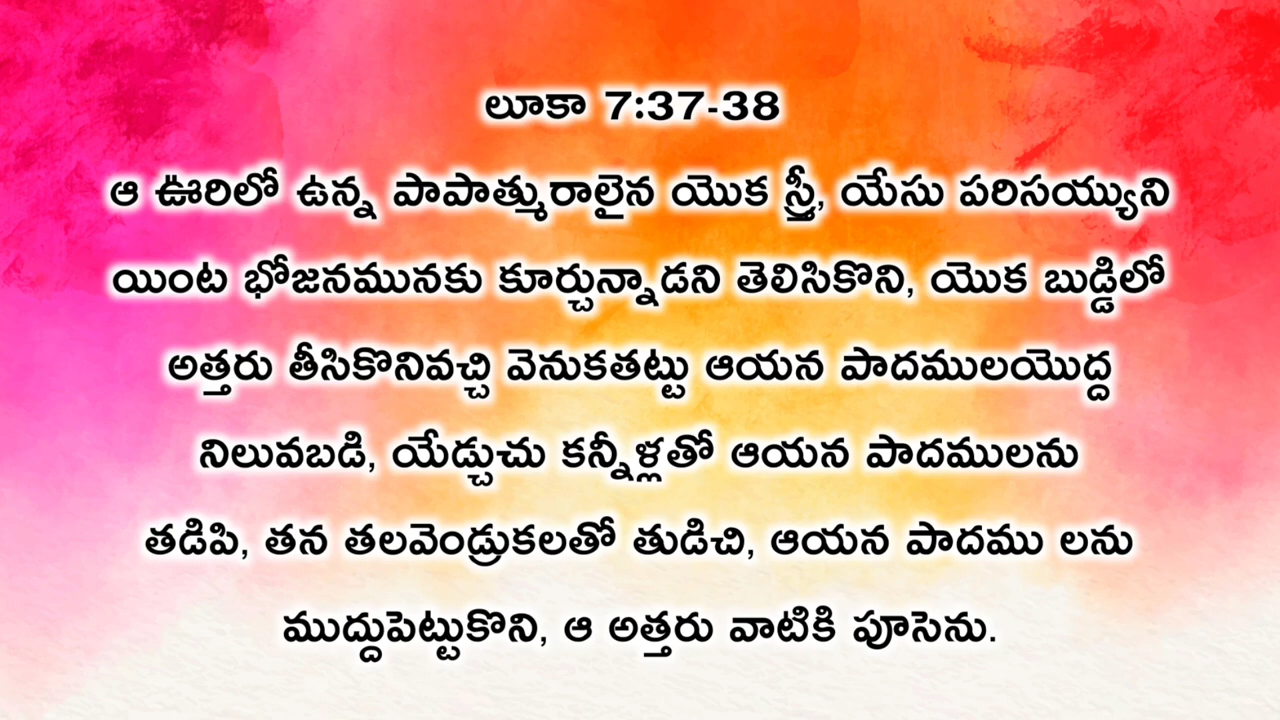 లూకా 7:37-38
ఆ ఊరిలో ఉన్న పాపాత్మురాలైన యొక స్త్రీ, యేసు పరిసయ్యుని
యింట భోజనమునకు కూర్చున్నాడని తెలిసికొని, యొక బుడ్డిలో
అత్తరు తీసికొనివచ్చి వెనుకతట్టు ఆయన పాదములయొద్ద
నిలువబడి, యేడ్చుచు కన్నీళ్లతో ఆయన పాదములను
తడిపి, తన తలవెండ్రుకలతో తుడిచి, ఆయన పాదము లను
ముద్దుపెట్టుకొని, ఆ అత్తరు వాటికి పూసెను.